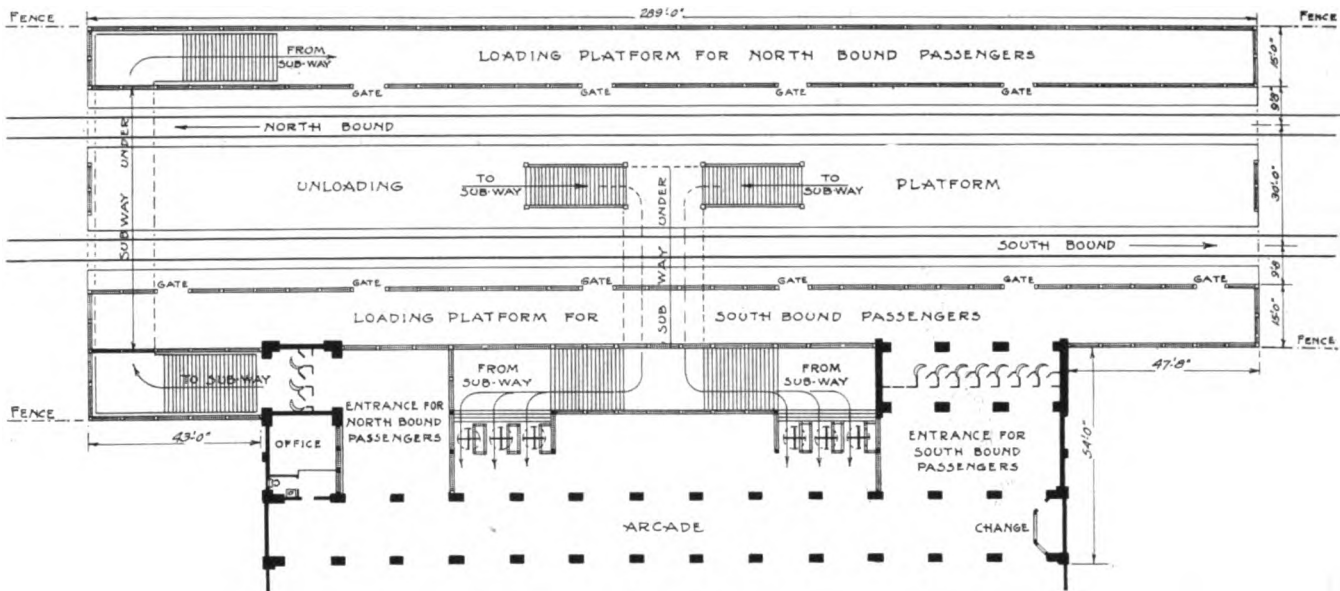 FENCE
289'-0"
FENCE
FROM
SUB-WAY
LOADING PLATFORM FOR NORTH BOUND PASSENGERS
15'-0"
GATE
GATE
GATE
GATE
9'8"
NORTH BOUND
SUBWAY UNDER
UNLOADING
TO
SUB-WAY
SUB WAY UNDER
TO
SUB-WAY
PLATFORM
30'-0"
SOUTH BOUND
9'8"
GATE
GATE
GATE
GATE
GATE
GATE
LOADING PLATFORM FOR
SOUTH BOUND PASSENGERS
15'-0"
FENCE
TO SUB-WAY
FROM
SUB-WAY
FROM
SUB-WAY
47'-8"
FENCE
43'-0"
OFFICE
ENTRANCE FOR
NORTH BOUND
PASSENGERS
ENTRANCE FOR
SOUTH BOUND
PASSENGERS
54'-0"
ARCADE
CHANGE